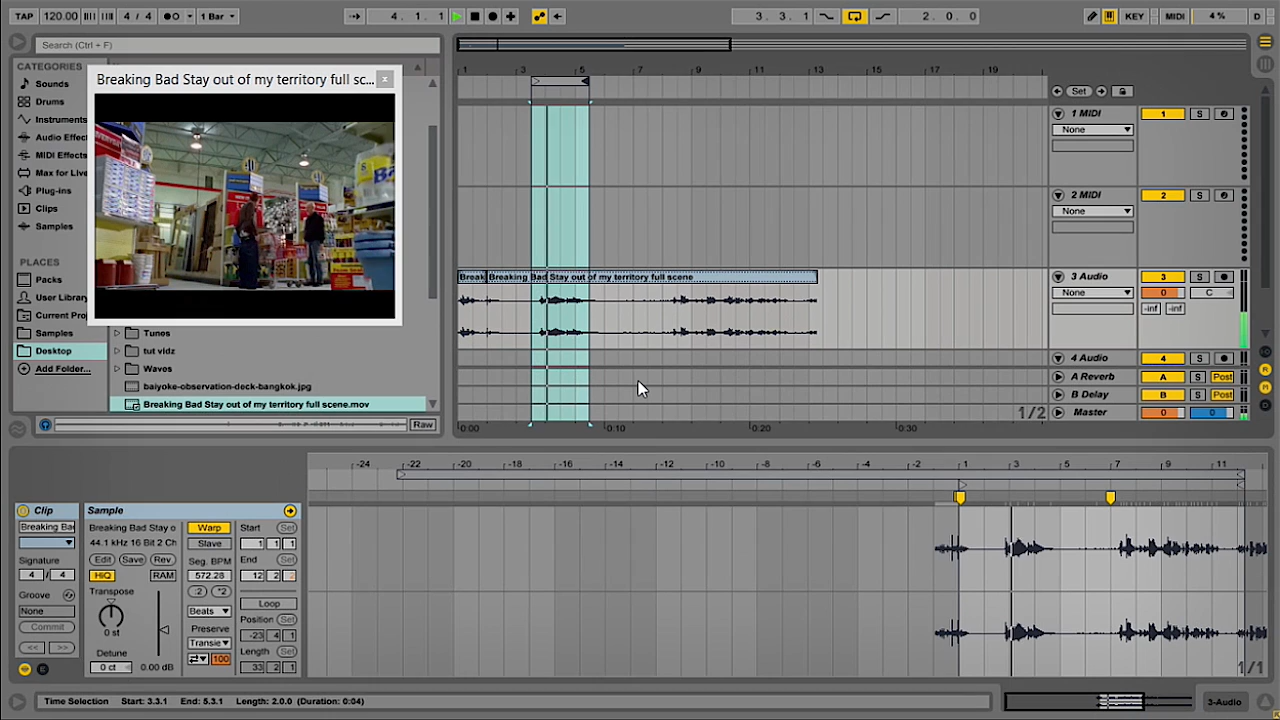 TAP 120.00 4 / 4 1 Bar 4. 1. 1 3. 3. 1 2. 0. 0 KEY MIDI 4 % D
Search (Ctrl + F)
CATEGORIES
Sounds
Drums
Instruments
Audio Effect
MIDI Effects
Max for Live
Plug-ins
Clips
Samples
PLACES
Packs
User Library
Current Proj
Samples
Desktop
Add Folder...
Breaking Bad Stay out of my territory full sc...
Tunes
tut vidz
Waves
baiyoke-observation-deck-bangkok.jpg
Breaking Bad Stay out of my territory full scene.mov
Raw
1 3 5 7 9 11 13 15 17 19
Set
1 MIDI 1 S
None
2 MIDI 2 S
None
Break Breaking Bad Stay out of my territory full scene
3 Audio 3 S
None 0 C
-inf -inf
4 Audio 4 S
A Reverb A S Post
B Delay B S Post
1/2 Master 0 0
0:00 0:10 0:20 0:30
-24 -22 -20 -18 -16 -14 -12 -10 -8 -6 -4 -2 1 3 5 7 9 11
Clip
Breaking Bad
Signature
4 / 4
Groove
None
Commit
<< >>
Sample
Breaking Bad Stay o
44.1 kHz 16 Bit 2 Ch
Edit Save Rev
HiQ RAM
Transpose
0 st
Detune
0 ct 0.00 dB
Warp
Slave
Seg. BPM
572.28
:2 *2
Beats
Preserve
Transie
100
Start Set
1 1 1
End Set
12 2
Loop
Position Set
-23 4 1
Length Set
33 2 1
1/1
Time Selection Start: 3.3.1 End: 5.3.1 Length: 2.0.0 (Duration: 0:04)
3-Audio